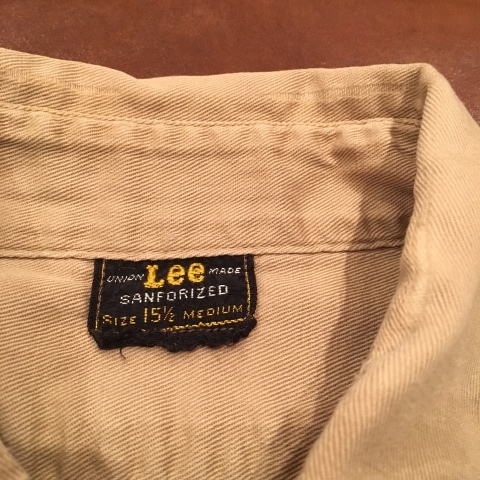 UNION Lee MADE
SANFORIZED
SIZE 15½ MEDIUM